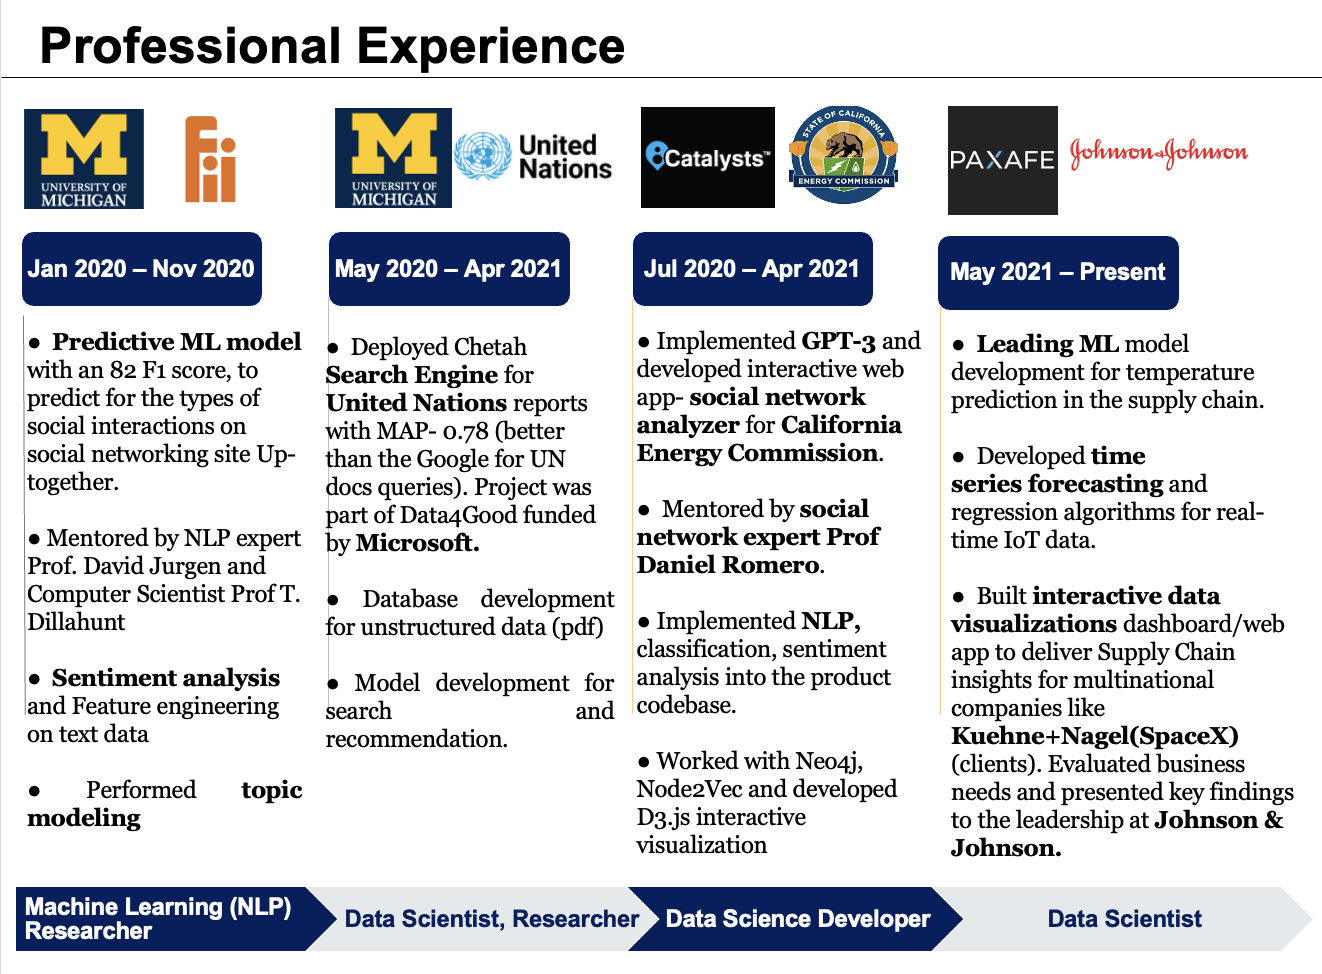 Professional Experience
M
UNIVERSITY OF
MICHIGAN
Fiii
M
UNIVERSITY OF
MICHIGAN
United
Nations
Catalysts™
STATE OF CALIFORNIA
ENERGY COMMISSION
PAXAFE
Johnson & Johnson
Jan 2020 – Nov 2020
● Predictive ML model
with an 82 F1 score, to
predict for the types of
social interactions on
social networking site Up-
together.
● Mentored by NLP expert
Prof. David Jurgen and
Computer Scientist Prof T.
Dillahunt
● Sentiment analysis
and Feature engineering
on text data
● Performed topic
modeling
Machine Learning (NLP)
Researcher
May 2020 – Apr 2021
● Deployed Chetah
Search Engine for
United Nations reports
with MAP- 0.78 (better
than the Google for UN
docs queries). Project was
part of Data4Good funded
by Microsoft.
● Database development
for unstructured data (pdf)
● Model development for
search and
recommendation.
Data Scientist, Researcher
Jul 2020 – Apr 2021
● Implemented GPT-3 and
developed interactive web
app- social network
analyzer for California
Energy Commission.
● Mentored by social
network expert Prof
Daniel Romero.
● Implemented NLP,
classification, sentiment
analysis into the product
codebase.
● Worked with Neo4j,
Node2Vec and developed
D3.js interactive
visualization
Data Science Developer
May 2021 – Present
● Leading ML model
development for temperature
prediction in the supply chain.
● Developed time
series forecasting and
regression algorithms for real-
time IoT data.
● Built interactive data
visualizations dashboard/web
app to deliver Supply Chain
insights for multinational
companies like
Kuehne+Nagel(SpaceX)
(clients). Evaluated business
needs and presented key findings
to the leadership at Johnson &
Johnson.
Data Scientist